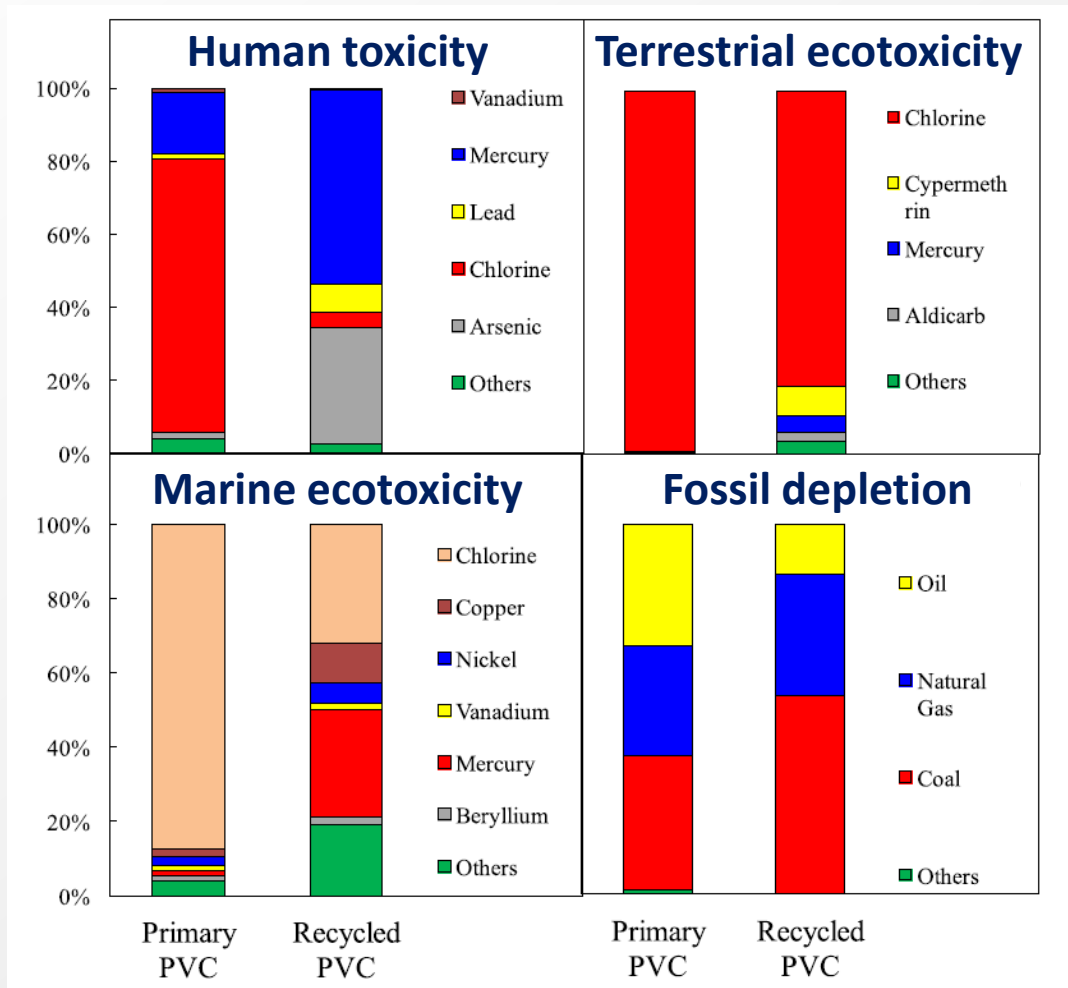 Human toxicity
100%
80%
60%
40%
20%
0%
Vanadium
Mercury
Lead
Chlorine
Arsenic
Others
Terrestrial ecotoxicity
Chlorine
Cypermeth
rin
Mercury
Aldicarb
Others
Marine ecotoxicity
100%
80%
60%
40%
20%
0%
Chlorine
Copper
Nickel
Vanadium
Mercury
Beryllium
Others
Primary
PVC
Recycled
PVC
Fossil depletion
Oil
Natural
Gas
Coal
Others
Primary
PVC
Recycled
PVC